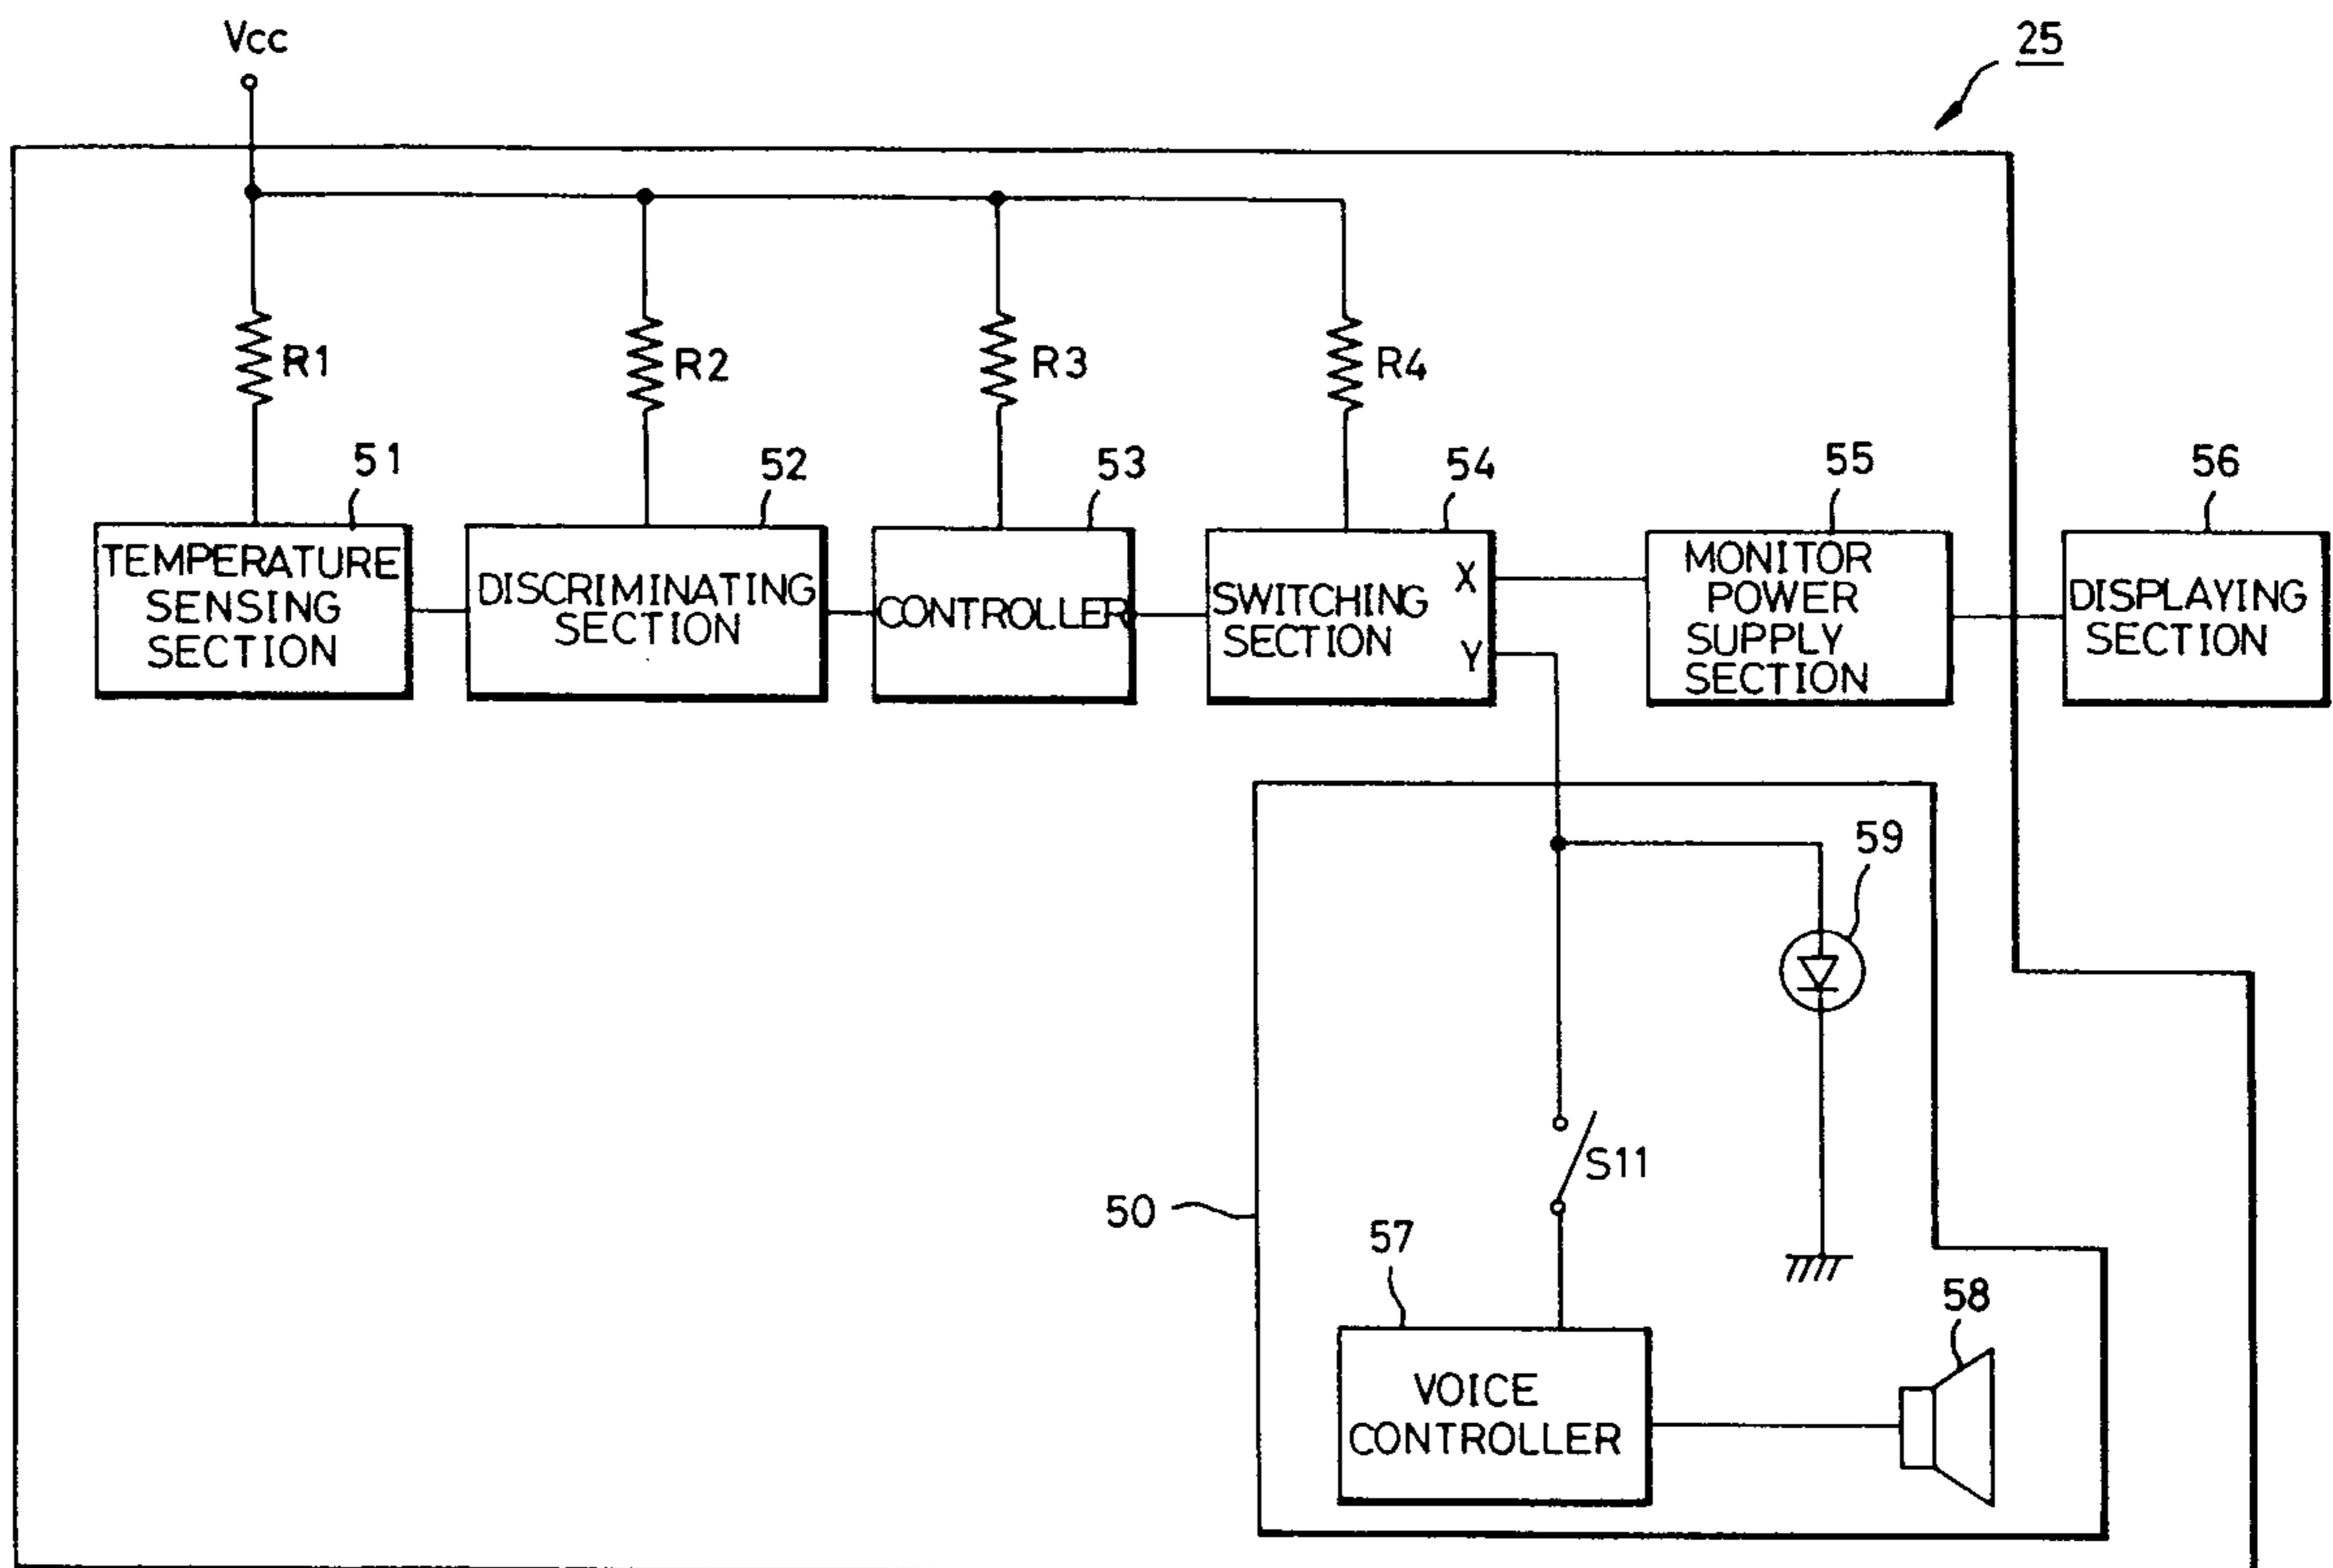 Vcc
25
R1
R2
R3
R4
51
52
53
54
55
56
TEMPERATURE
SENSING
SECTION
DISCRIMINATING
SECTION
CONTROLLER
SWITCHING
SECTION
X
Y
MONITOR
POWER
SUPPLY
SECTION
DISPLAYING
SECTION
59
S11
50
57
58
VOICE
CONTROLLER